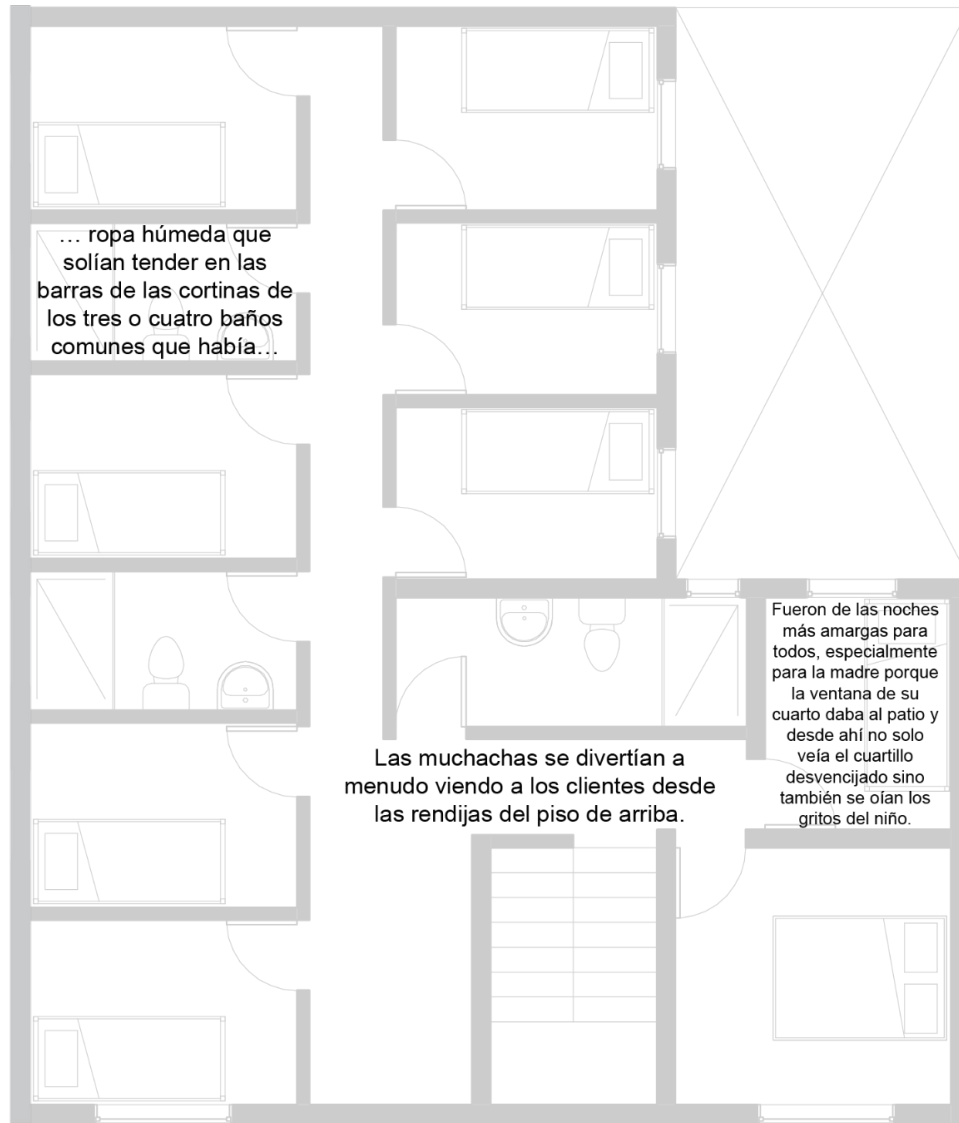 … ropa húmeda que
solían tender en las
barras de las cortinas de
los tres o cuatro baños
comunes que había…
Fueron de las noches
más amargas para
todos, especialmente
para la madre porque
la ventana de su
cuarto daba al patio y
desde ahí no solo
veía el cuartillo
desvencijado sino
también se oían los
gritos del niño.
Las muchachas se divertían a
menudo viendo a los clientes desde
las rendijas del piso de arriba.